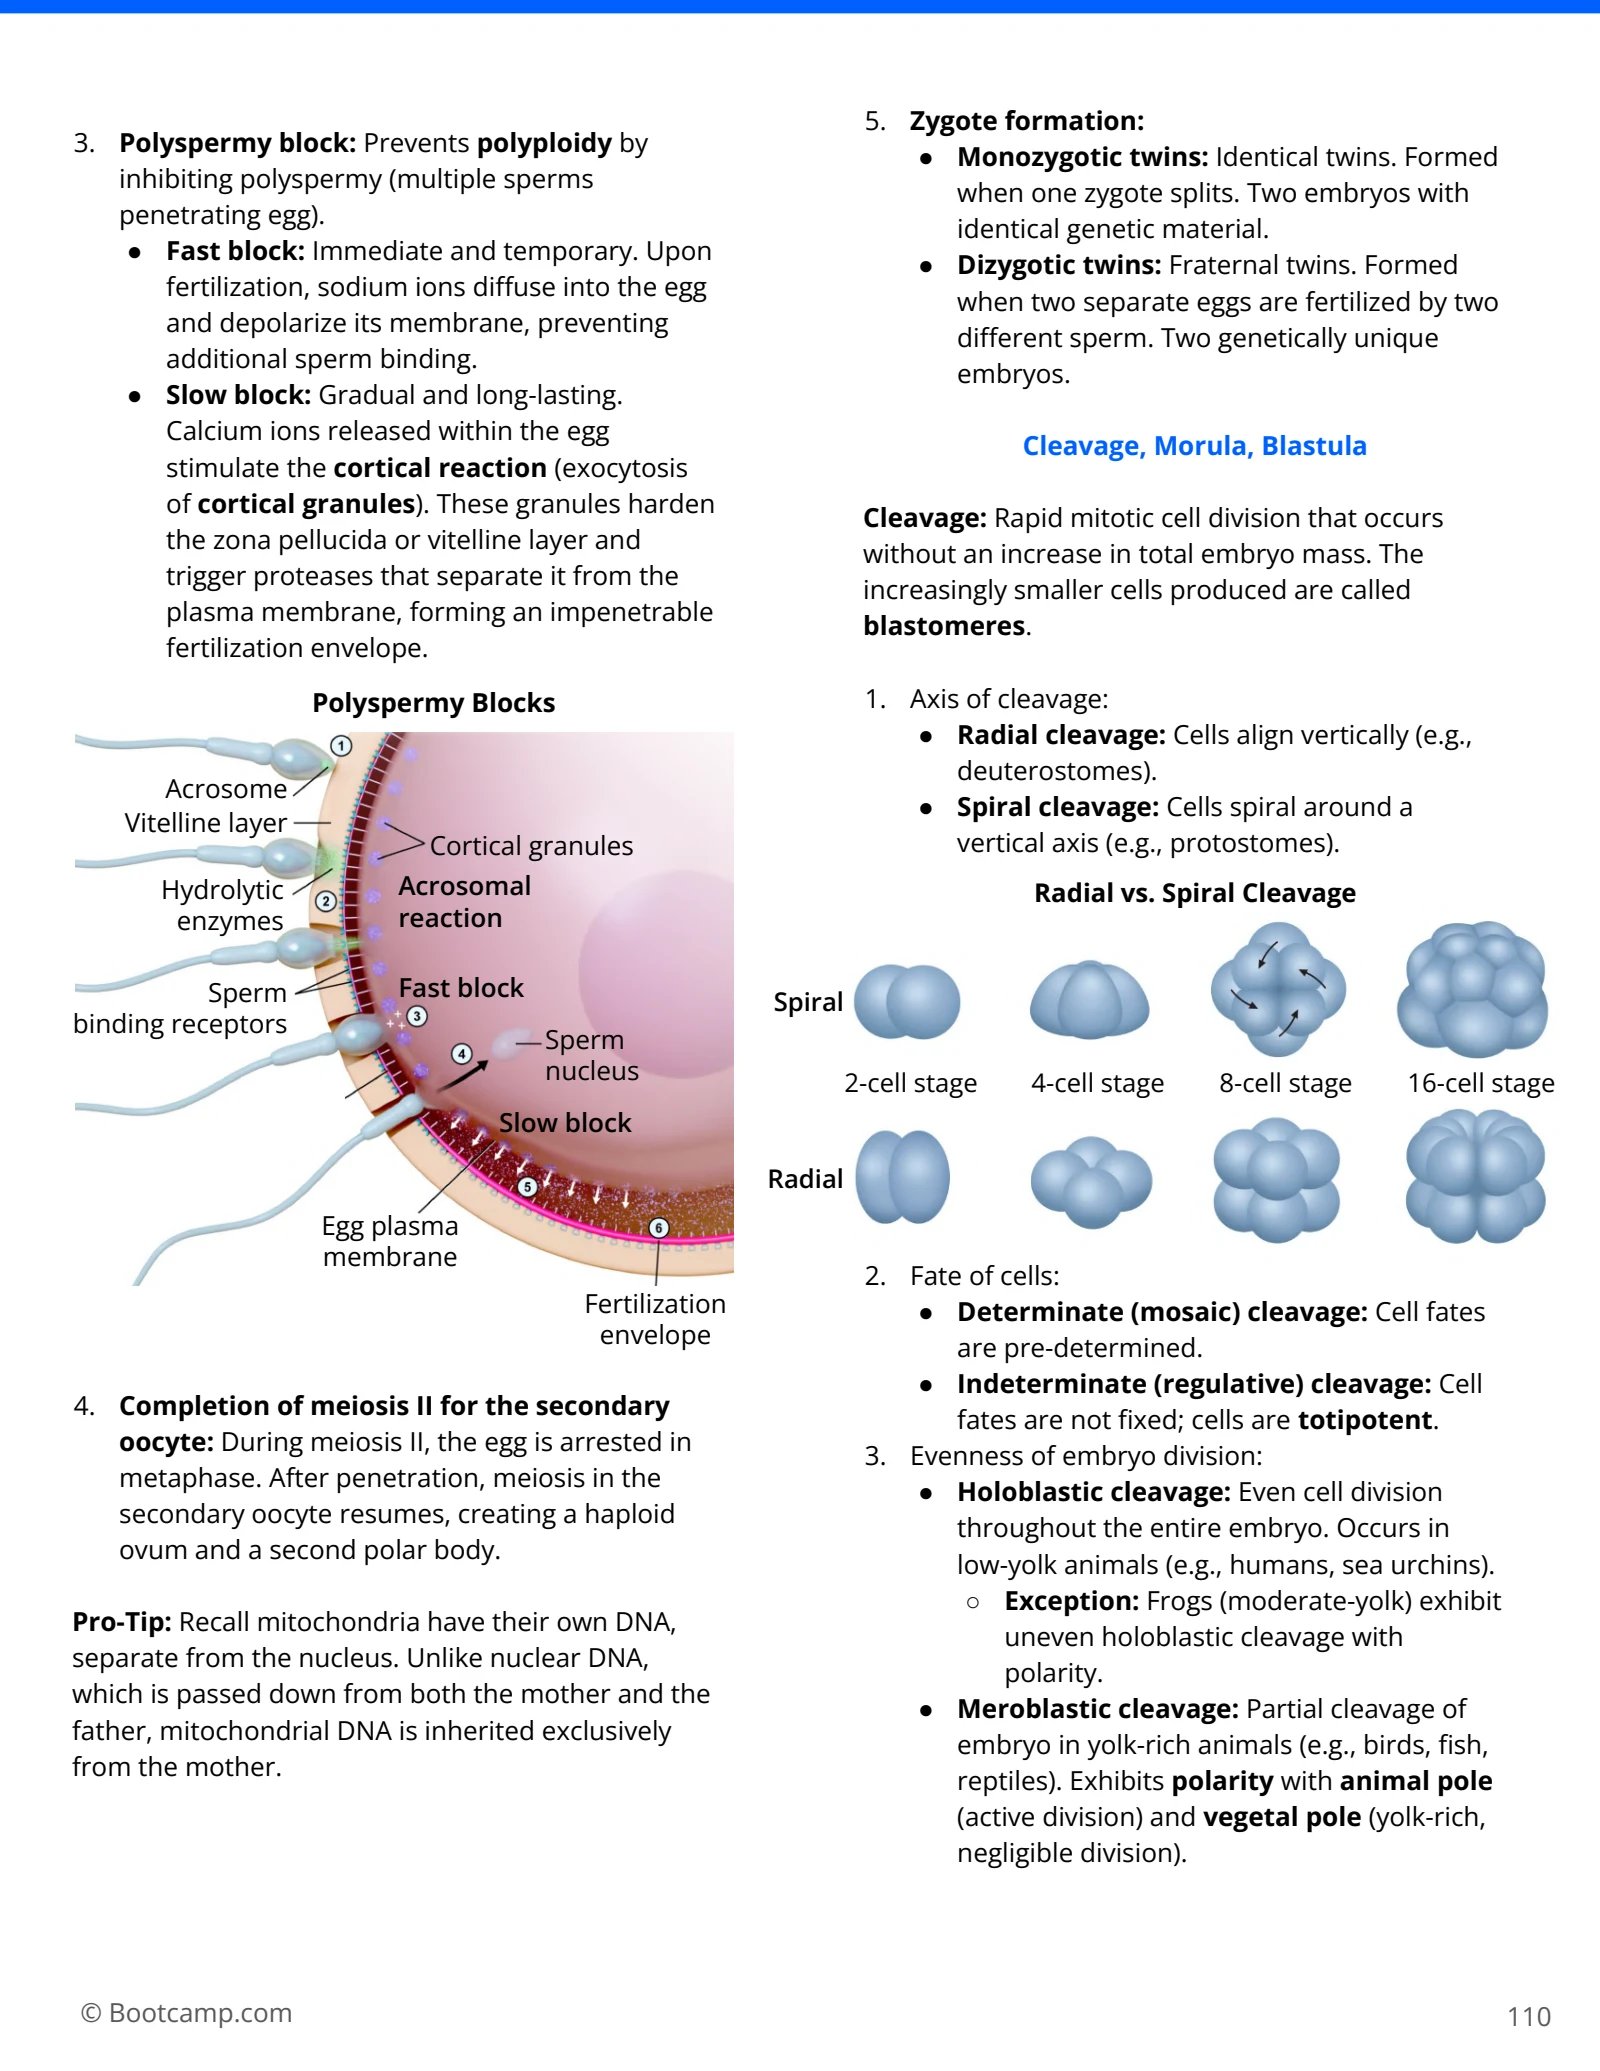 3. Polyspermy block: Prevents polyploidy by
inhibiting polyspermy (multiple sperms
penetrating egg).
● Fast block: Immediate and temporary. Upon
fertilization, sodium ions diffuse into the egg
and depolarize its membrane, preventing
additional sperm binding.
● Slow block: Gradual and long-lasting.
Calcium ions released within the egg
stimulate the cortical reaction (exocytosis
of cortical granules). These granules harden
the zona pellucida or vitelline layer and
trigger proteases that separate it from the
plasma membrane, forming an impenetrable
fertilization envelope.
Polyspermy Blocks
1
Acrosome
Vitelline layer
Cortical granules
Hydrolytic
enzymes
2
Acrosomal
reaction
Sperm
binding receptors
Fast block
3
4
Sperm
nucleus
Slow block
5
Egg plasma
membrane
6
Fertilization
envelope
4. Completion of meiosis II for the secondary
oocyte: During meiosis II, the egg is arrested in
metaphase. After penetration, meiosis in the
secondary oocyte resumes, creating a haploid
ovum and a second polar body.
Pro-Tip: Recall mitochondria have their own DNA,
separate from the nucleus. Unlike nuclear DNA,
which is passed down from both the mother and the
father, mitochondrial DNA is inherited exclusively
from the mother.
5. Zygote formation:
● Monozygotic twins: Identical twins. Formed
when one zygote splits. Two embryos with
identical genetic material.
● Dizygotic twins: Fraternal twins. Formed
when two separate eggs are fertilized by two
different sperm. Two genetically unique
embryos.
Cleavage, Morula, Blastula
Cleavage: Rapid mitotic cell division that occurs
without an increase in total embryo mass. The
increasingly smaller cells produced are called
blastomeres.
1. Axis of cleavage:
● Radial cleavage: Cells align vertically (e.g.,
deuterostomes).
● Spiral cleavage: Cells spiral around a
vertical axis (e.g., protostomes).
Radial vs. Spiral Cleavage
Spiral
2-cell stage 4-cell stage 8-cell stage 16-cell stage
Radial
2. Fate of cells:
● Determinate (mosaic) cleavage: Cell fates
are pre-determined.
● Indeterminate (regulative) cleavage: Cell
fates are not fixed; cells are totipotent.
3. Evenness of embryo division:
● Holoblastic cleavage: Even cell division
throughout the entire embryo. Occurs in
low-yolk animals (e.g., humans, sea urchins).
○ Exception: Frogs (moderate-yolk) exhibit
uneven holoblastic cleavage with
polarity.
● Meroblastic cleavage: Partial cleavage of
embryo in yolk-rich animals (e.g., birds, fish,
reptiles). Exhibits polarity with animal pole
(active division) and vegetal pole (yolk-rich,
negligible division).
© Bootcamp.com
110